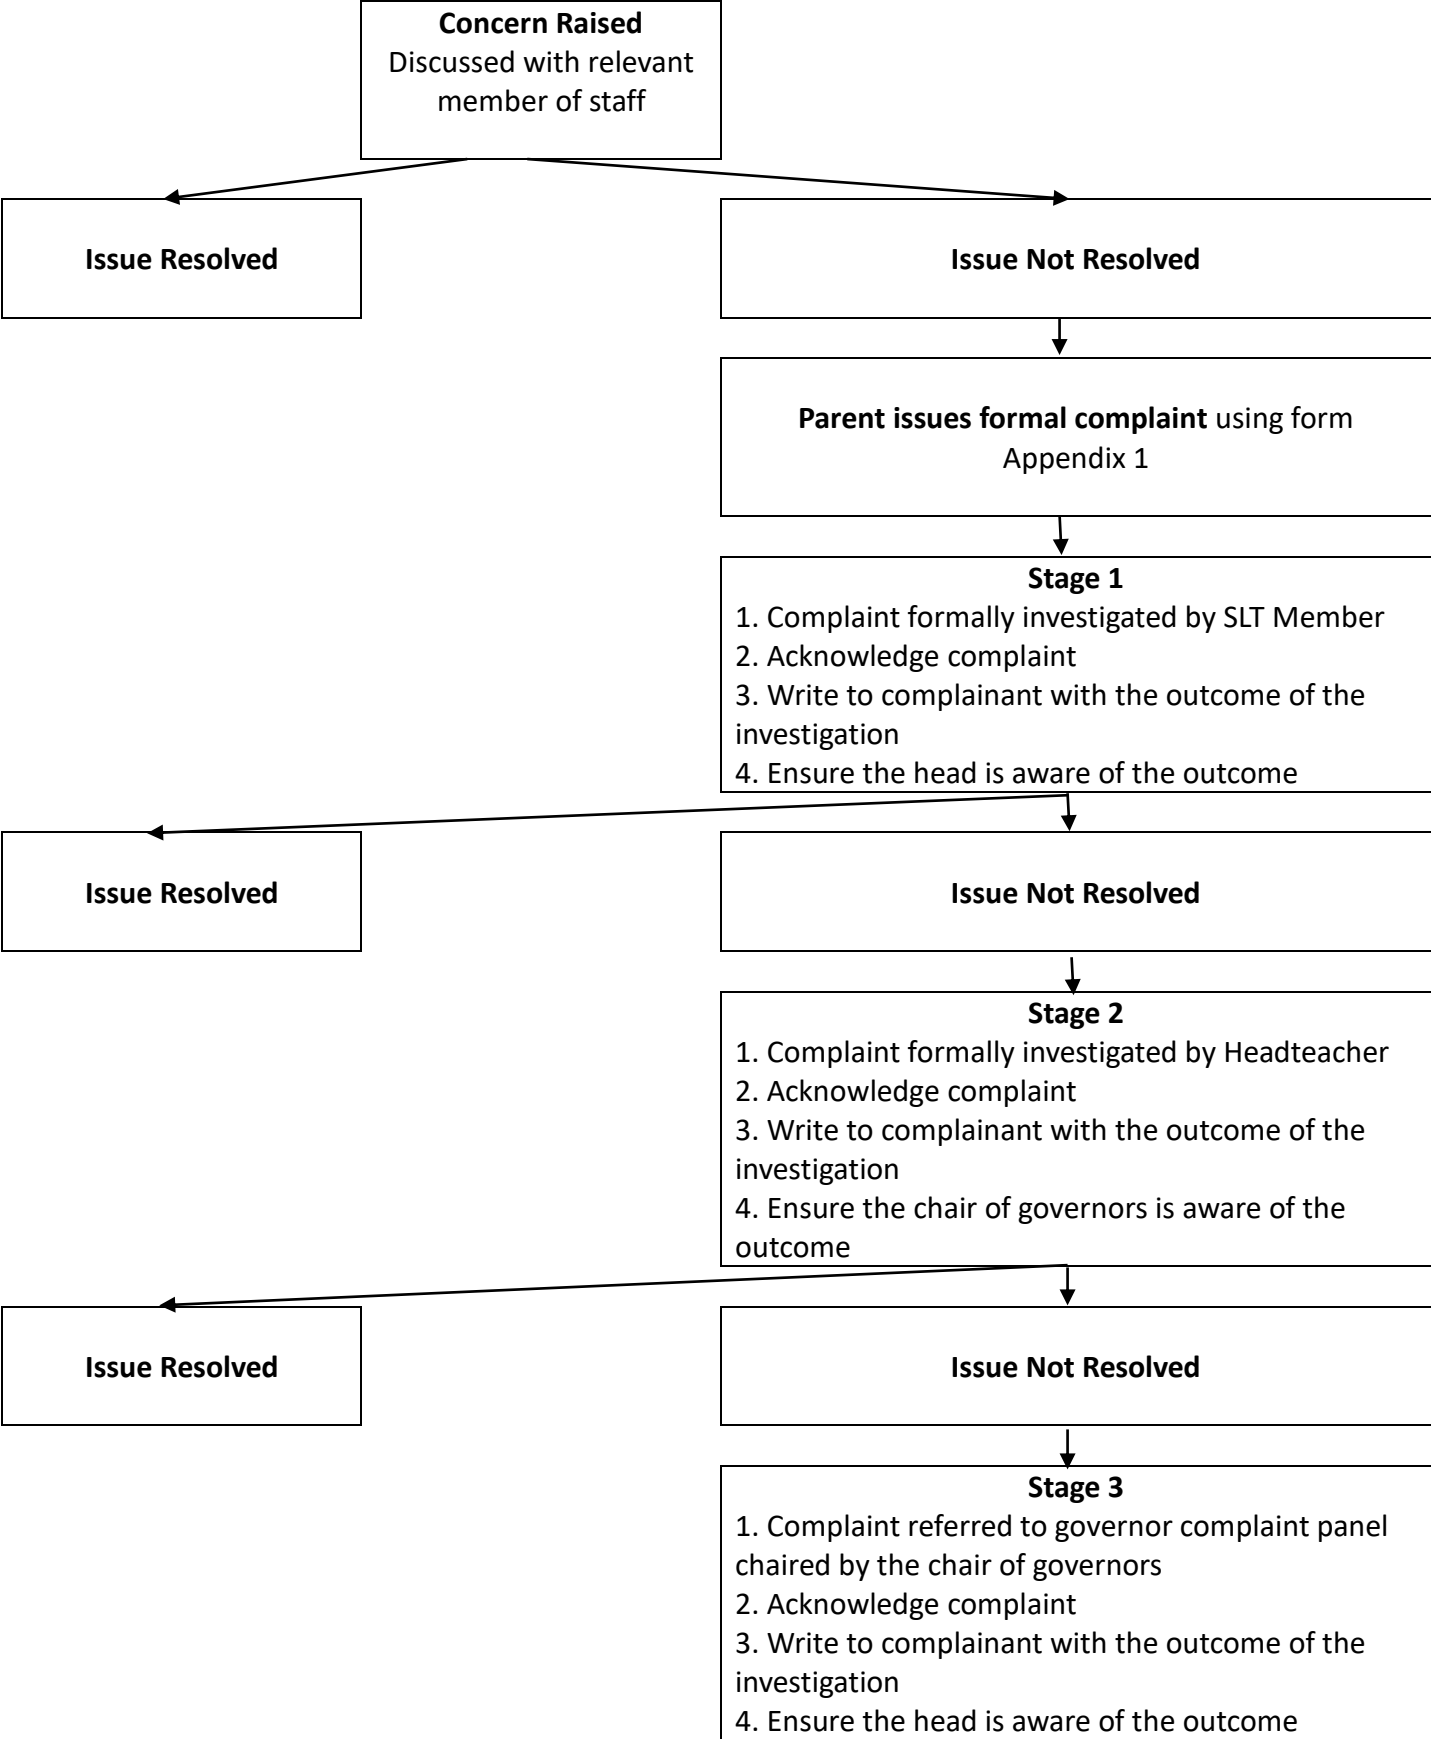 Concern Raised
Discussed with relevant
member of staff
Issue Resolved
Issue Not Resolved
Parent issues formal complaint using form
Appendix 1
Stage 1
1. Complaint formally investigated by SLT Member
2. Acknowledge complaint
3. Write to complainant with the outcome of the
investigation
4. Ensure the head is aware of the outcome
Issue Resolved
Issue Not Resolved
Stage 2
1. Complaint formally investigated by Headteacher
2. Acknowledge complaint
3. Write to complainant with the outcome of the
investigation
4. Ensure the chair of governors is aware of the
outcome
Issue Resolved
Issue Not Resolved
Stage 3
1. Complaint referred to governor complaint panel
chaired by the chair of governors
2. Acknowledge complaint
3. Write to complainant with the outcome of the
investigation
4. Ensure the head is aware of the outcome